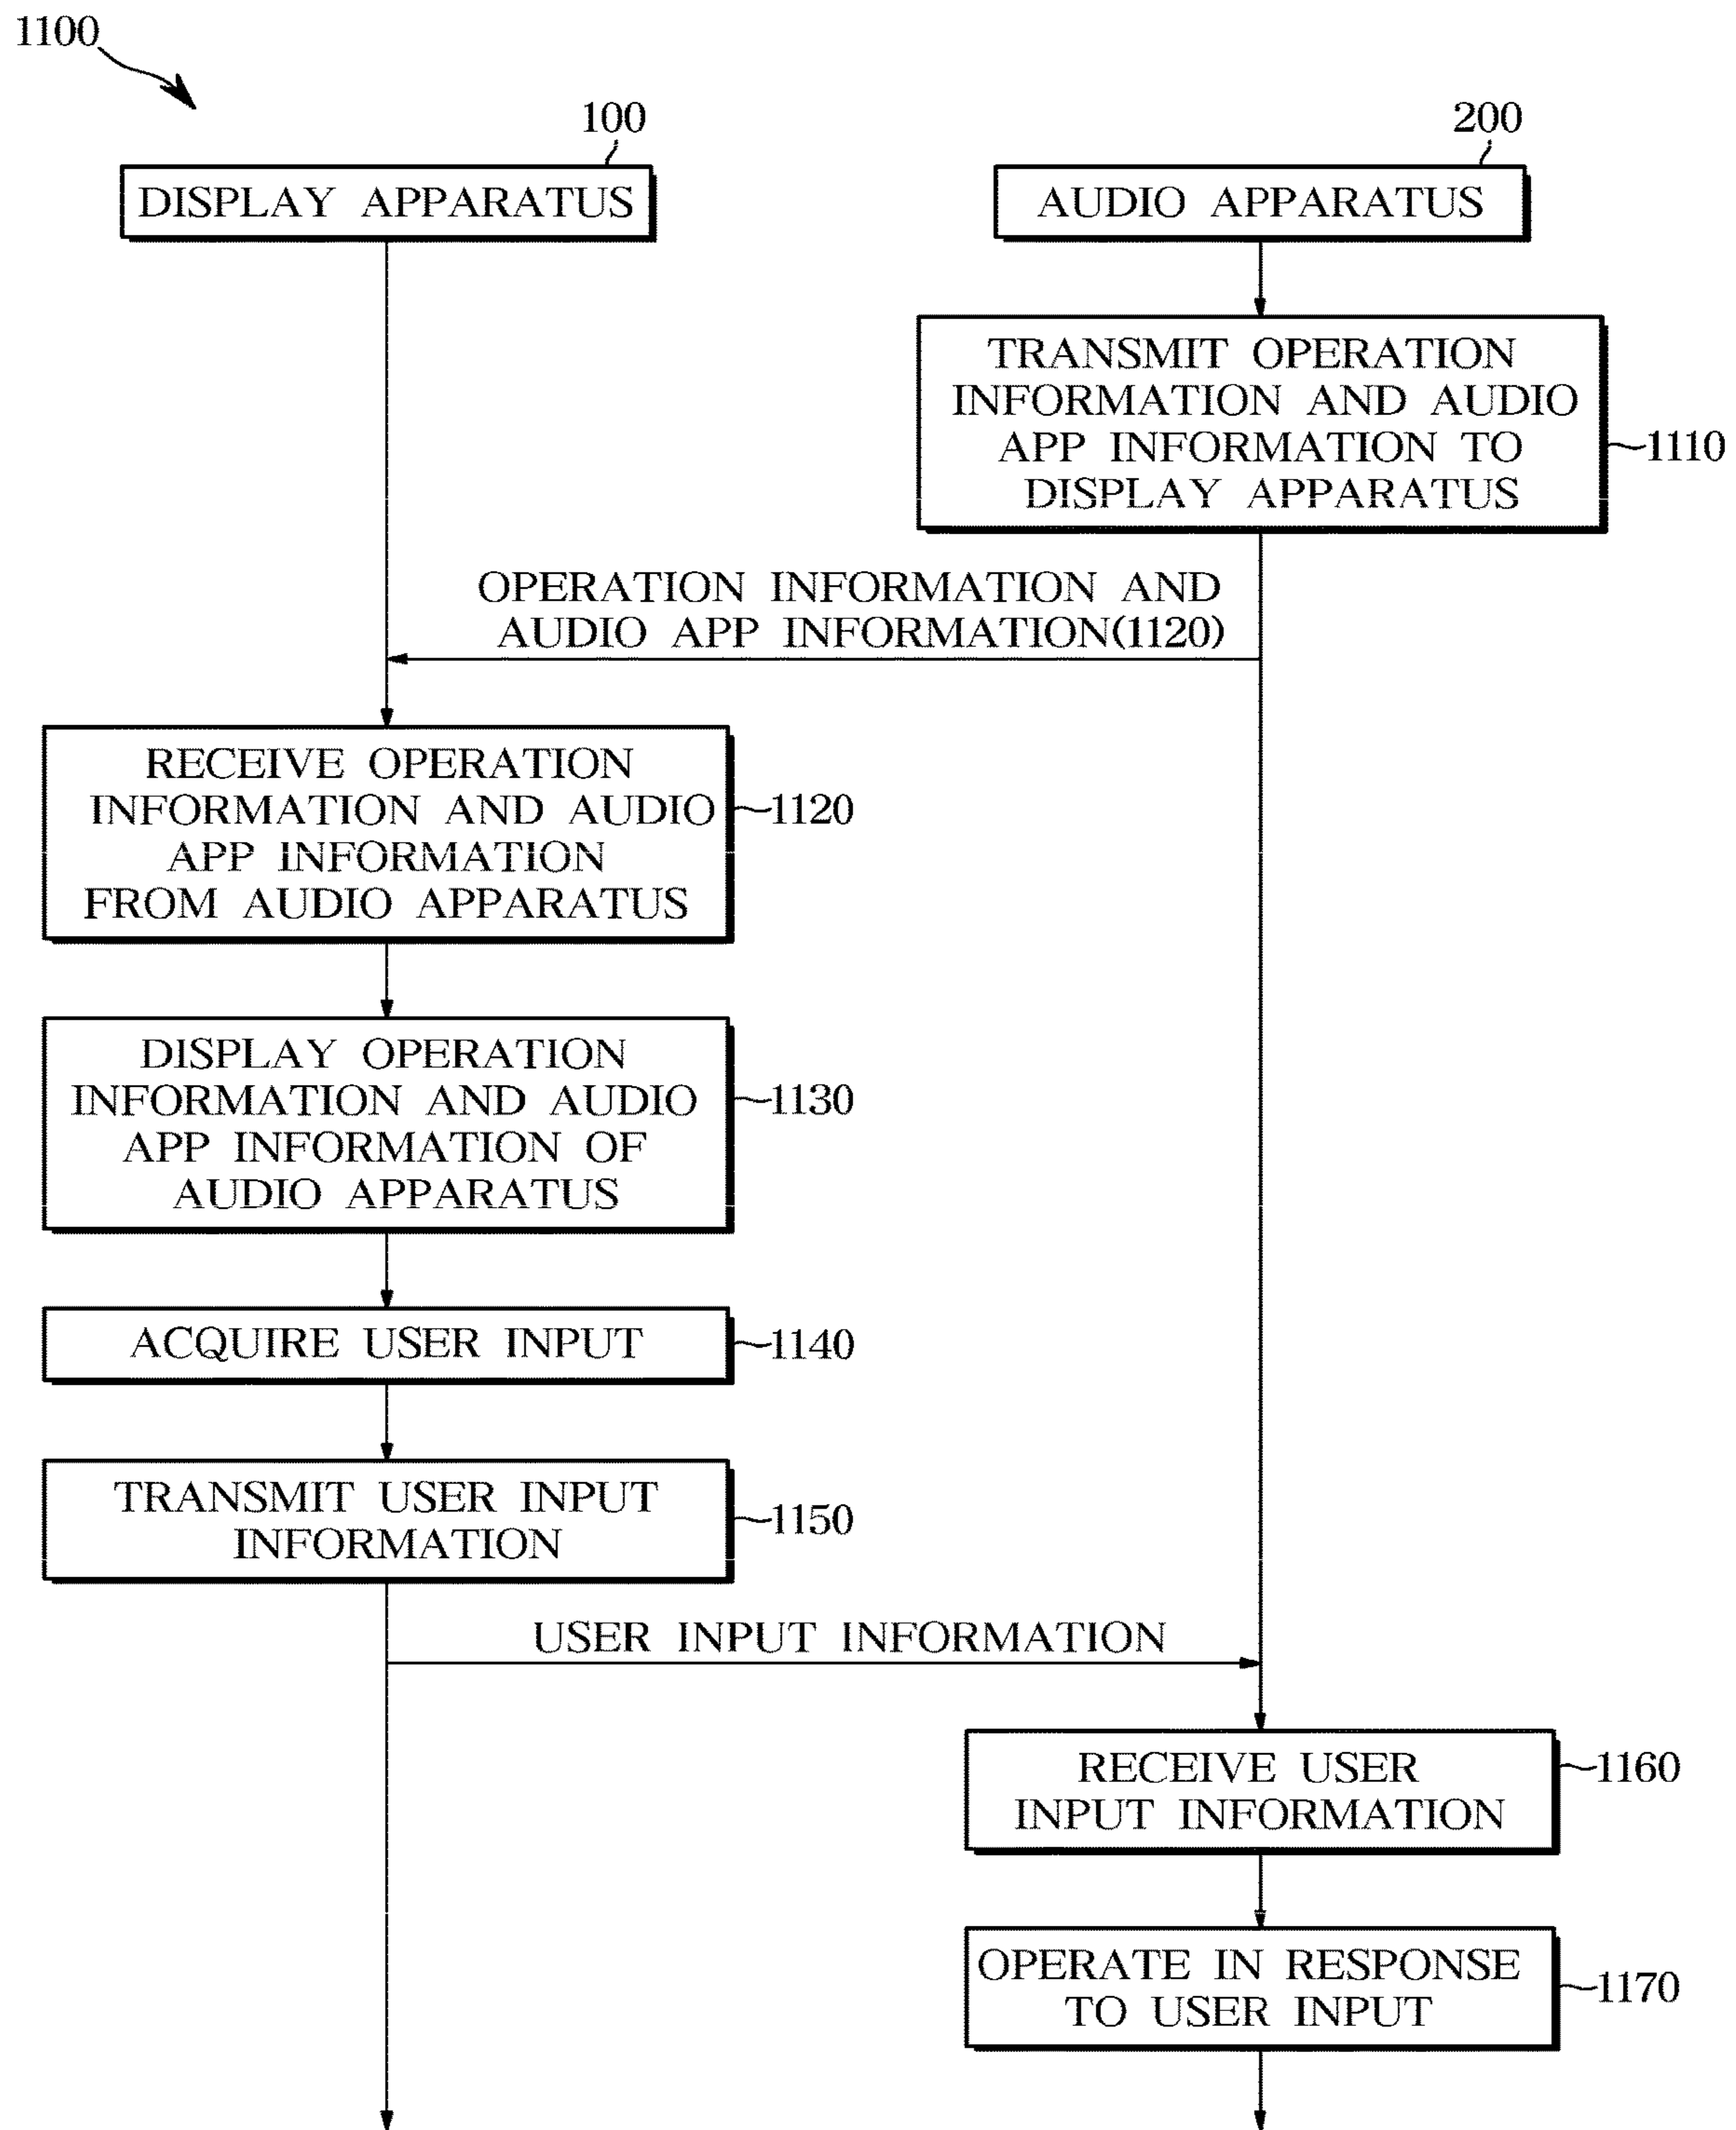 1100
100
200
DISPLAY APPARATUS
AUDIO APPARATUS
TRANSMIT OPERATION
INFORMATION AND AUDIO
APP INFORMATION TO
DISPLAY APPARATUS
1110
OPERATION INFORMATION AND
AUDIO APP INFORMATION(1120)
RECEIVE OPERATION
INFORMATION AND AUDIO
APP INFORMATION
FROM AUDIO APPARATUS
1120
DISPLAY OPERATION
INFORMATION AND AUDIO
APP INFORMATION OF
AUDIO APPARATUS
1130
ACQUIRE USER INPUT
1140
TRANSMIT USER INPUT
INFORMATION
1150
USER INPUT INFORMATION
RECEIVE USER
INPUT INFORMATION
1160
OPERATE IN RESPONSE
TO USER INPUT
1170